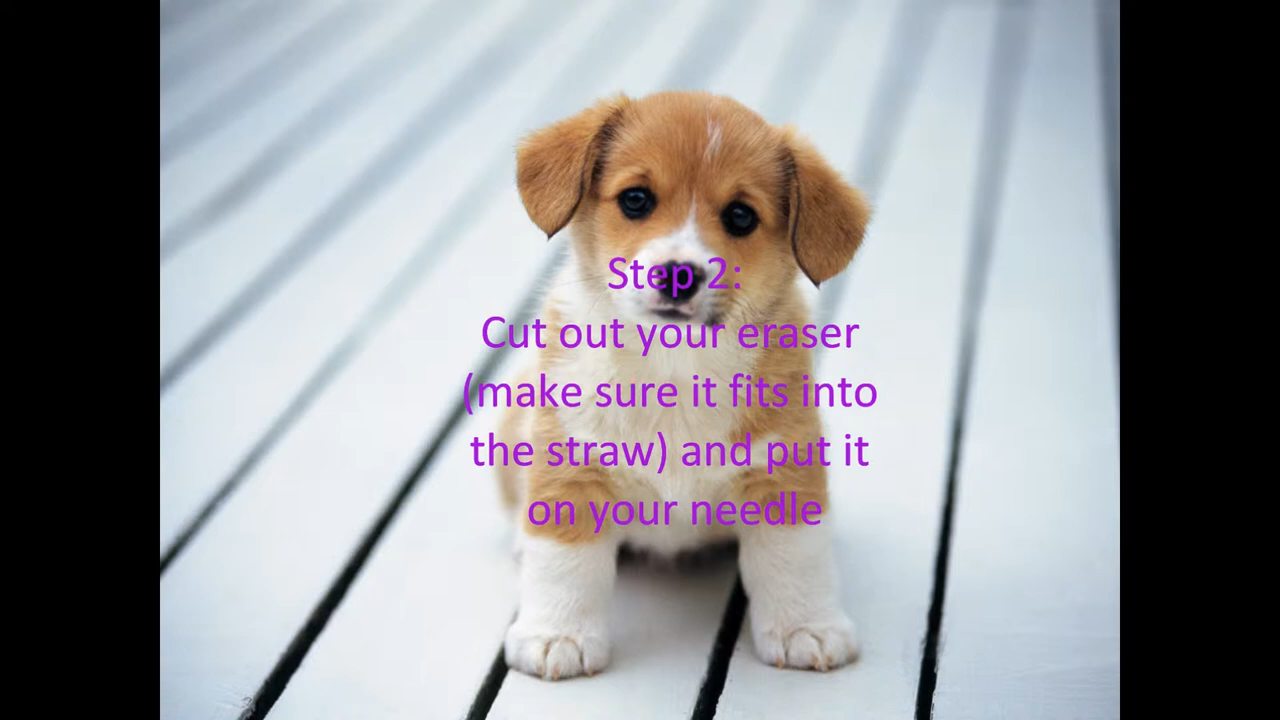 Step 2:
Cut out your eraser
(make sure it fits into
the straw) and put it
on your needle